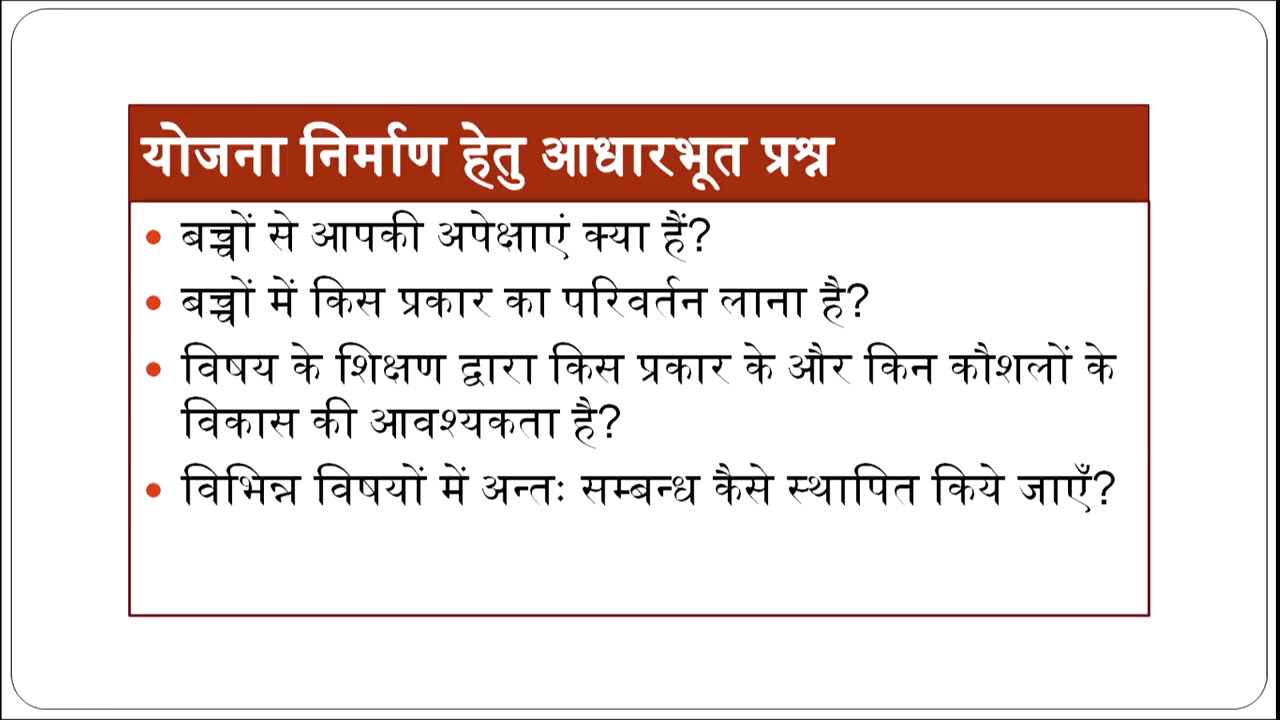 योजना निर्माण हेतु आधारभूत प्रश्न
• बच्चों से आपकी अपेक्षाएं क्या हैं?
• बच्चों में किस प्रकार का परिवर्तन लाना है?
• विषय के शिक्षण द्वारा किस प्रकार के और किन कौशलों के
विकास की आवश्यकता है?
• विभिन्न विषयों में अन्तः सम्बन्ध कैसे स्थापित किये जाएँ?